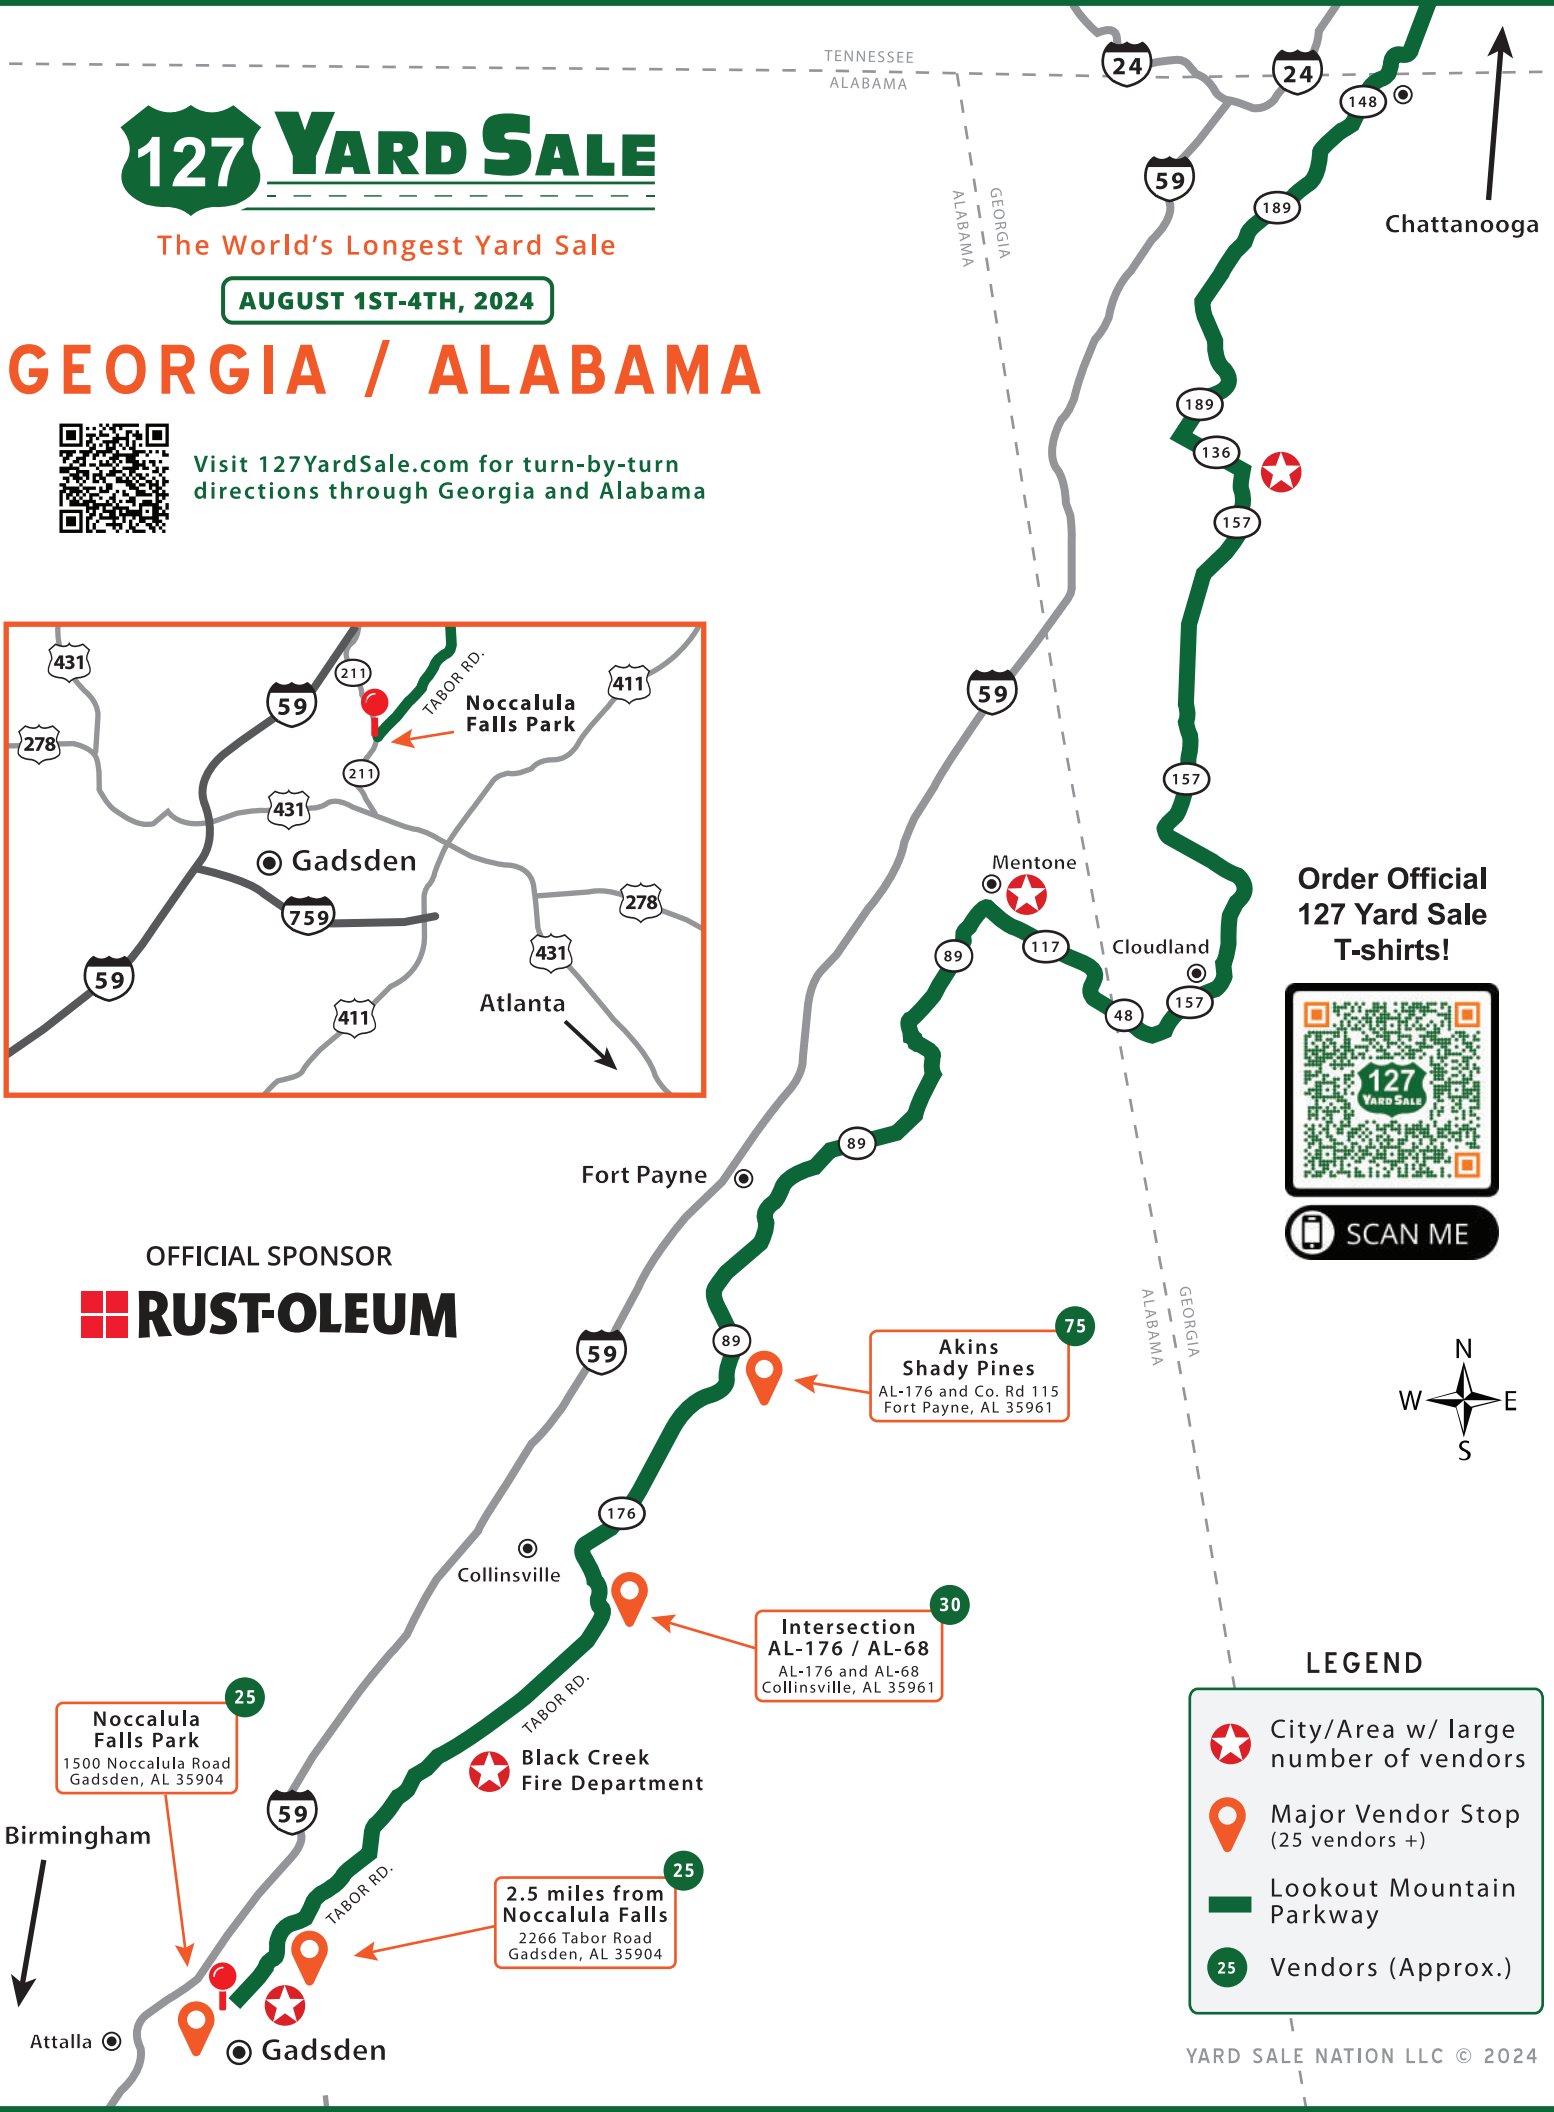 TENNESSEE
ALABAMA
24
24
148
127 YARD SALE
The World's Longest Yard Sale
AUGUST 1ST-4TH, 2024
GEORGIA / ALABAMA
Visit 127YardSale.com for turn-by-turn
directions through Georgia and Alabama
59
GEORGIA
ALABAMA
189
Chattanooga
189
136
157
431
211
TABOR RD.
411
59
Noccalula
Falls Park
278
211
431
Gadsden
759
278
59
431
411
Atlanta
59
157
Mentone
89
117
Cloudland
157
48
Order Official
127 Yard Sale
T-shirts!
127
YARD SALE
SCAN ME
89
Fort Payne
OFFICIAL SPONSOR
RUST-OLEUM
GEORGIA
ALABAMA
59
89
75
Akins
Shady Pines
AL-176 and Co. Rd 115
Fort Payne, AL 35961
N
W
E
S
176
Collinsville
30
Intersection
AL-176 / AL-68
AL-176 and AL-68
Collinsville, AL 35961
TABOR RD.
25
Noccalula
Falls Park
1500 Noccalula Road
Gadsden, AL 35904
Black Creek
Fire Department
59
Birmingham
TABOR RD.
25
2.5 miles from
Noccalula Falls
2266 Tabor Road
Gadsden, AL 35904
Attalla
Gadsden
LEGEND
City/Area w/ large
number of vendors
Major Vendor Stop
(25 vendors +)
Lookout Mountain
Parkway
25
Vendors (Approx.)
YARD SALE NATION LLC © 2024